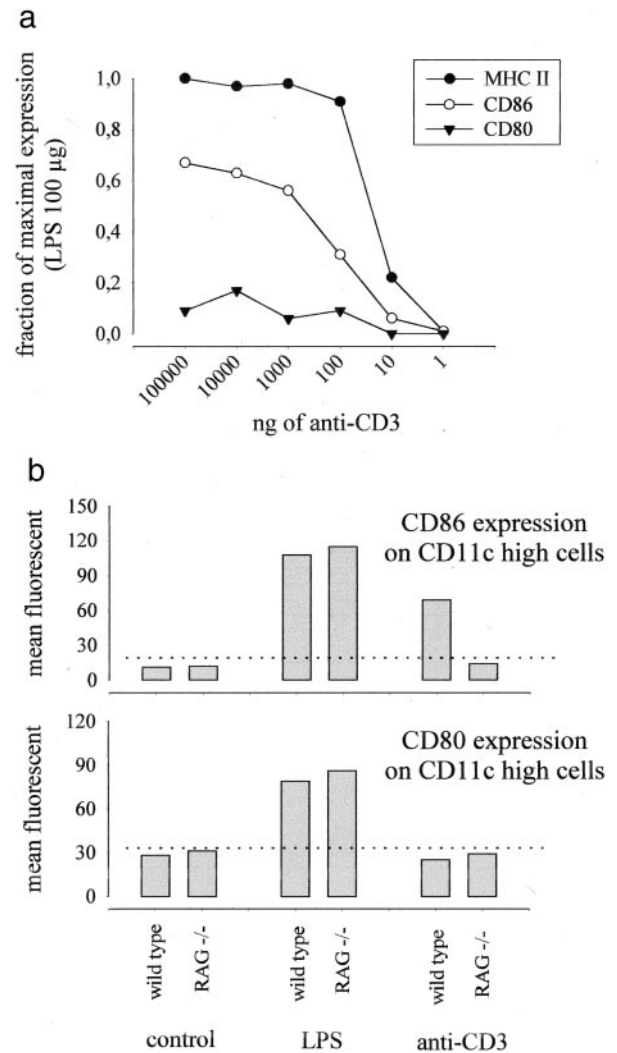 a
fraction of maximal expression
(LPS 100 µg)
1,0
0,8
0,6
0,4
0,2
0,0
MHC II
CD86
CD80
100000
10000
1000
100
10
1
ng of anti-CD3
b
mean fluorescent
150
120
90
60
30
0
CD86 expression
on CD11c high cells
mean fluorescent
120
90
60
30
0
CD80 expression
on CD11c high cells
wild type
RAG -/-
wild type
RAG -/-
wild type
RAG -/-
control
LPS
anti-CD3